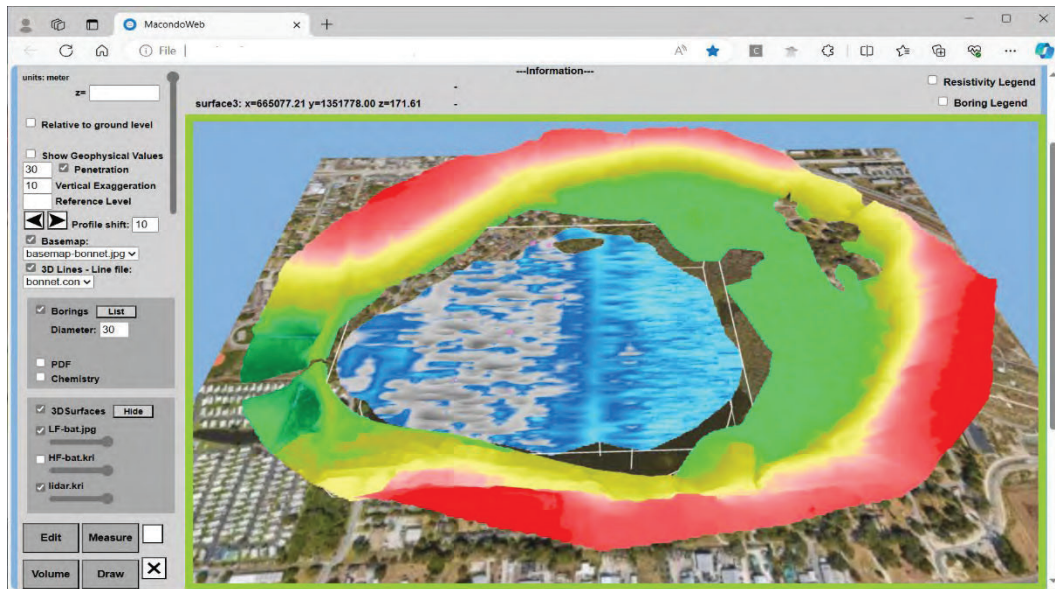 MacondoWeb
File
units: meter
z=
---Information---
-
surface3: x=665077.21 y=1351778.00 z=171.61 -
Resistivity Legend
Boring Legend
Relative to ground level
Show Geophysical Values
30 Penetration
10 Vertical Exaggeration
Reference Level
Profile shift: 10
Basemap:
basemap-bonnet.jpg
3D Lines - Line file:
bonnet.con
Borings List
Diameter: 30
PDF
Chemistry
3DSurfaces Hide
LF-bat.jpg
HF-bat.kri
lidar.kri
Edit Measure
Volume Draw X